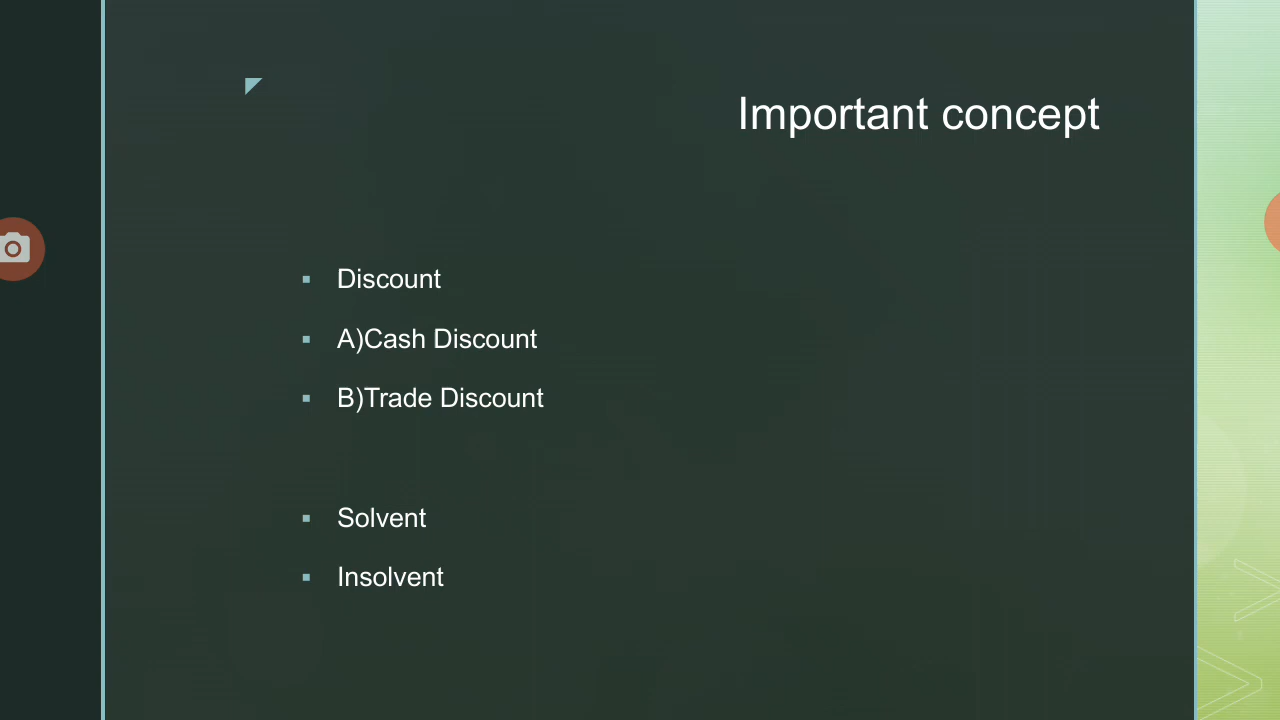 Important concept
Discount
A)Cash Discount
B)Trade Discount
Solvent
Insolvent